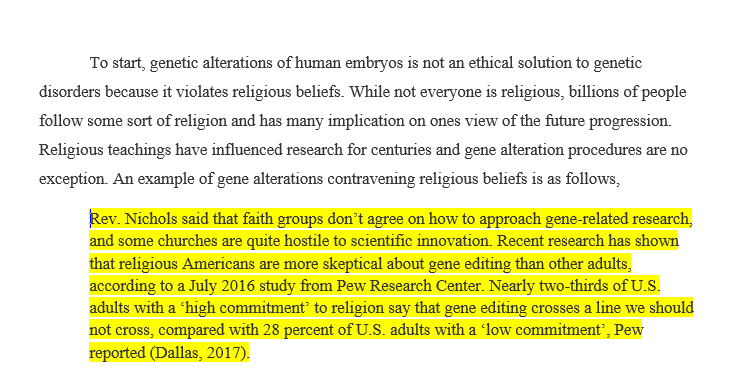 To start, genetic alterations of human embryos is not an ethical solution to genetic
disorders because it violates religious beliefs. While not everyone is religious, billions of people
follow some sort of religion and has many implication on ones view of the future progression.
Religious teachings have influenced research for centuries and gene alteration procedures are no
exception. An example of gene alterations contravening religious beliefs is as follows,
Rev. Nichols said that faith groups don’t agree on how to approach gene-related research,
and some churches are quite hostile to scientific innovation. Recent research has shown
that religious Americans are more skeptical about gene editing than other adults,
according to a July 2016 study from Pew Research Center. Nearly two-thirds of U.S.
adults with a ‘high commitment’ to religion say that gene editing crosses a line we should
not cross, compared with 28 percent of U.S. adults with a ‘low commitment’, Pew
reported (Dallas, 2017).